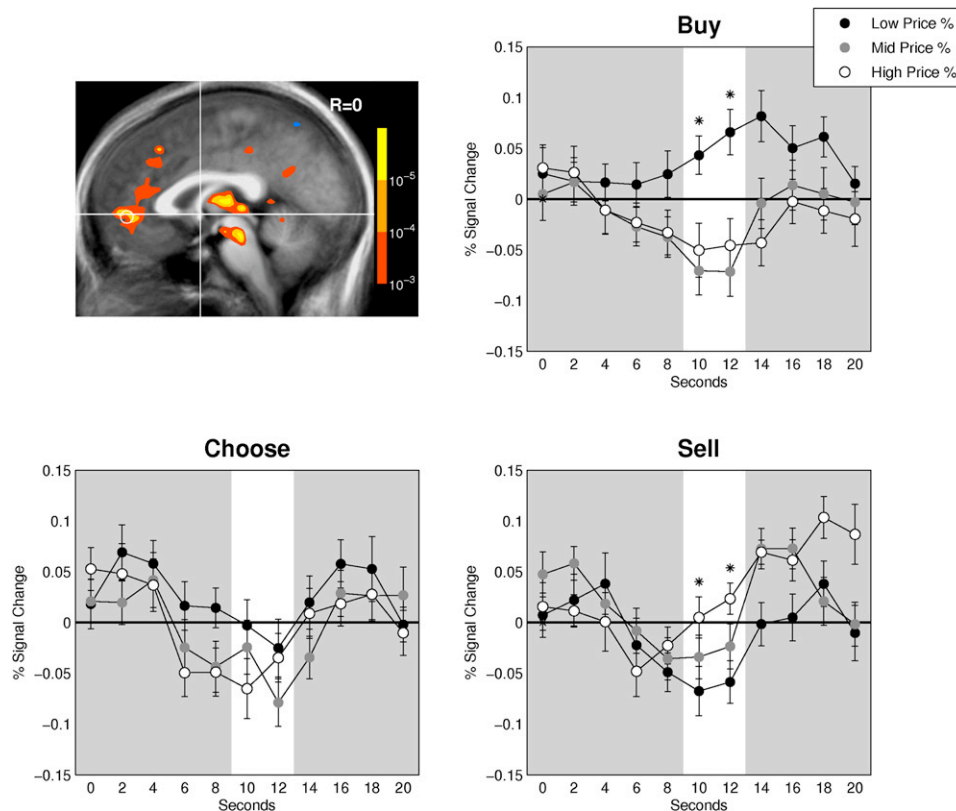 Buy
Low Price %
Mid Price %
High Price %
R=0
10⁻⁵
10⁻⁴
10⁻³
% Signal Change
0.15
0.1
0.05
0
−0.05
−0.1
−0.15
*
*
0 2 4 6 8 10 12 14 16 18 20
Seconds
Choose
% Signal Change
0.15
0.1
0.05
0
−0.05
−0.1
−0.15
0 2 4 6 8 10 12 14 16 18 20
Seconds
Sell
% Signal Change
0.15
0.1
0.05
0
−0.05
−0.1
−0.15
*
*
0 2 4 6 8 10 12 14 16 18 20
Seconds